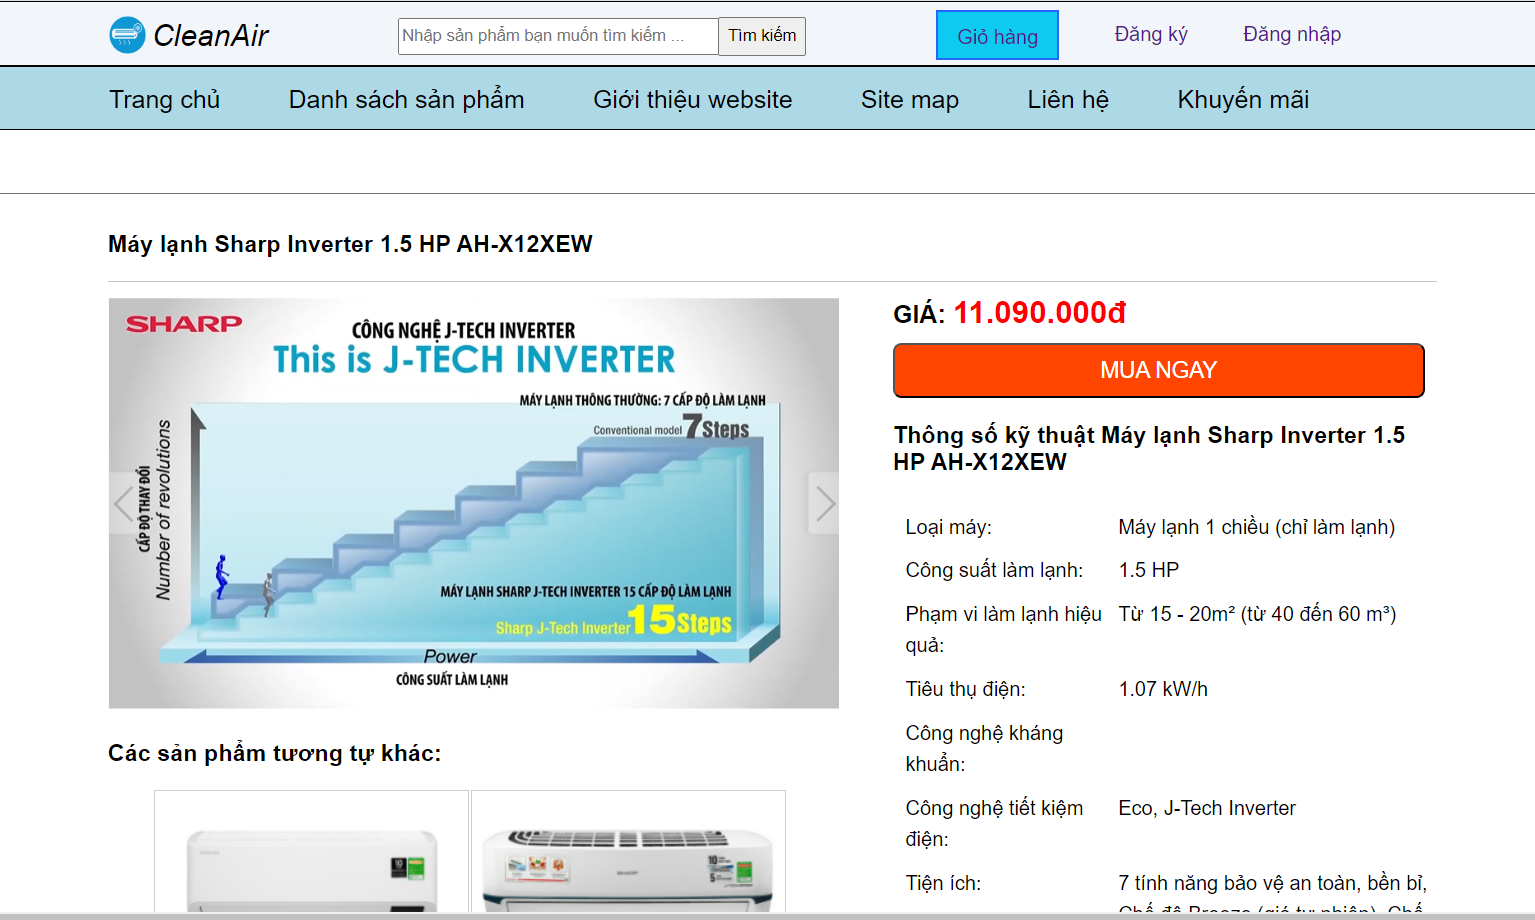 CleanAir
Nhập sản phẩm bạn muốn tìm kiếm ...
Tìm kiếm
Giỏ hàng
Đăng ký
Đăng nhập
Trang chủ
Danh sách sản phẩm
Giới thiệu website
Site map
Liên hệ
Khuyến mãi
Máy lạnh Sharp Inverter 1.5 HP AH-X12XEW
SHARP
CÔNG NGHỆ J-TECH INVERTER
This is J-TECH INVERTER
MÁY LẠNH THÔNG THƯỜNG: 7 CẤP ĐỘ LÀM LẠNH
Conventional model 7Steps
CẤP ĐỘ THAY ĐỔI
Number of revolutions
MÁY LẠNH SHARP J-TECH INVERTER 15 CẤP ĐỘ LÀM LẠNH
Sharp J-Tech Inverter 15Steps
Power
CÔNG SUẤT LÀM LẠNH
Các sản phẩm tương tự khác:
GIÁ: 11.090.000đ
MUA NGAY
Thông số kỹ thuật Máy lạnh Sharp Inverter 1.5
HP AH-X12XEW
Loại máy:
Máy lạnh 1 chiều (chỉ làm lạnh)
Công suất làm lạnh:
1.5 HP
Phạm vi làm lạnh hiệu
quả:
Từ 15 - 20m² (từ 40 đến 60 m³)
Tiêu thụ điện:
1.07 kW/h
Công nghệ kháng
khuẩn:
Công nghệ tiết kiệm
điện:
Eco, J-Tech Inverter
Tiện ích:
7 tính năng bảo vệ an toàn, bền bỉ,
Chế độ Breeze (gió tự nhiên), Chế